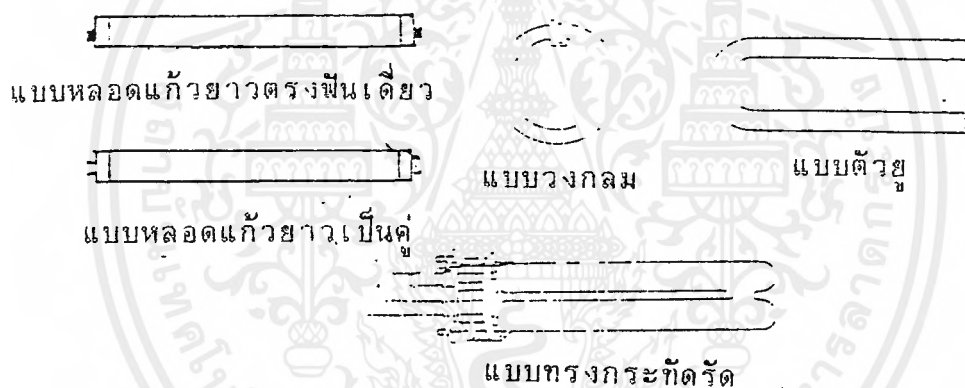 แบบหลอดแก้วยาวตรงฟันเดี่ยว
แบบวงกลม
แบบตัวยู
แบบหลอดแก้วยาวเป็นคู่
แบบทรงกระทัดรัด